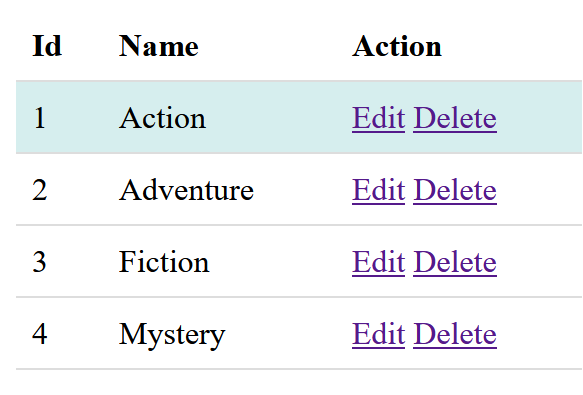 Id Name Action
1 Action Edit Delete
2 Adventure Edit Delete
3 Fiction Edit Delete
4 Mystery Edit Delete